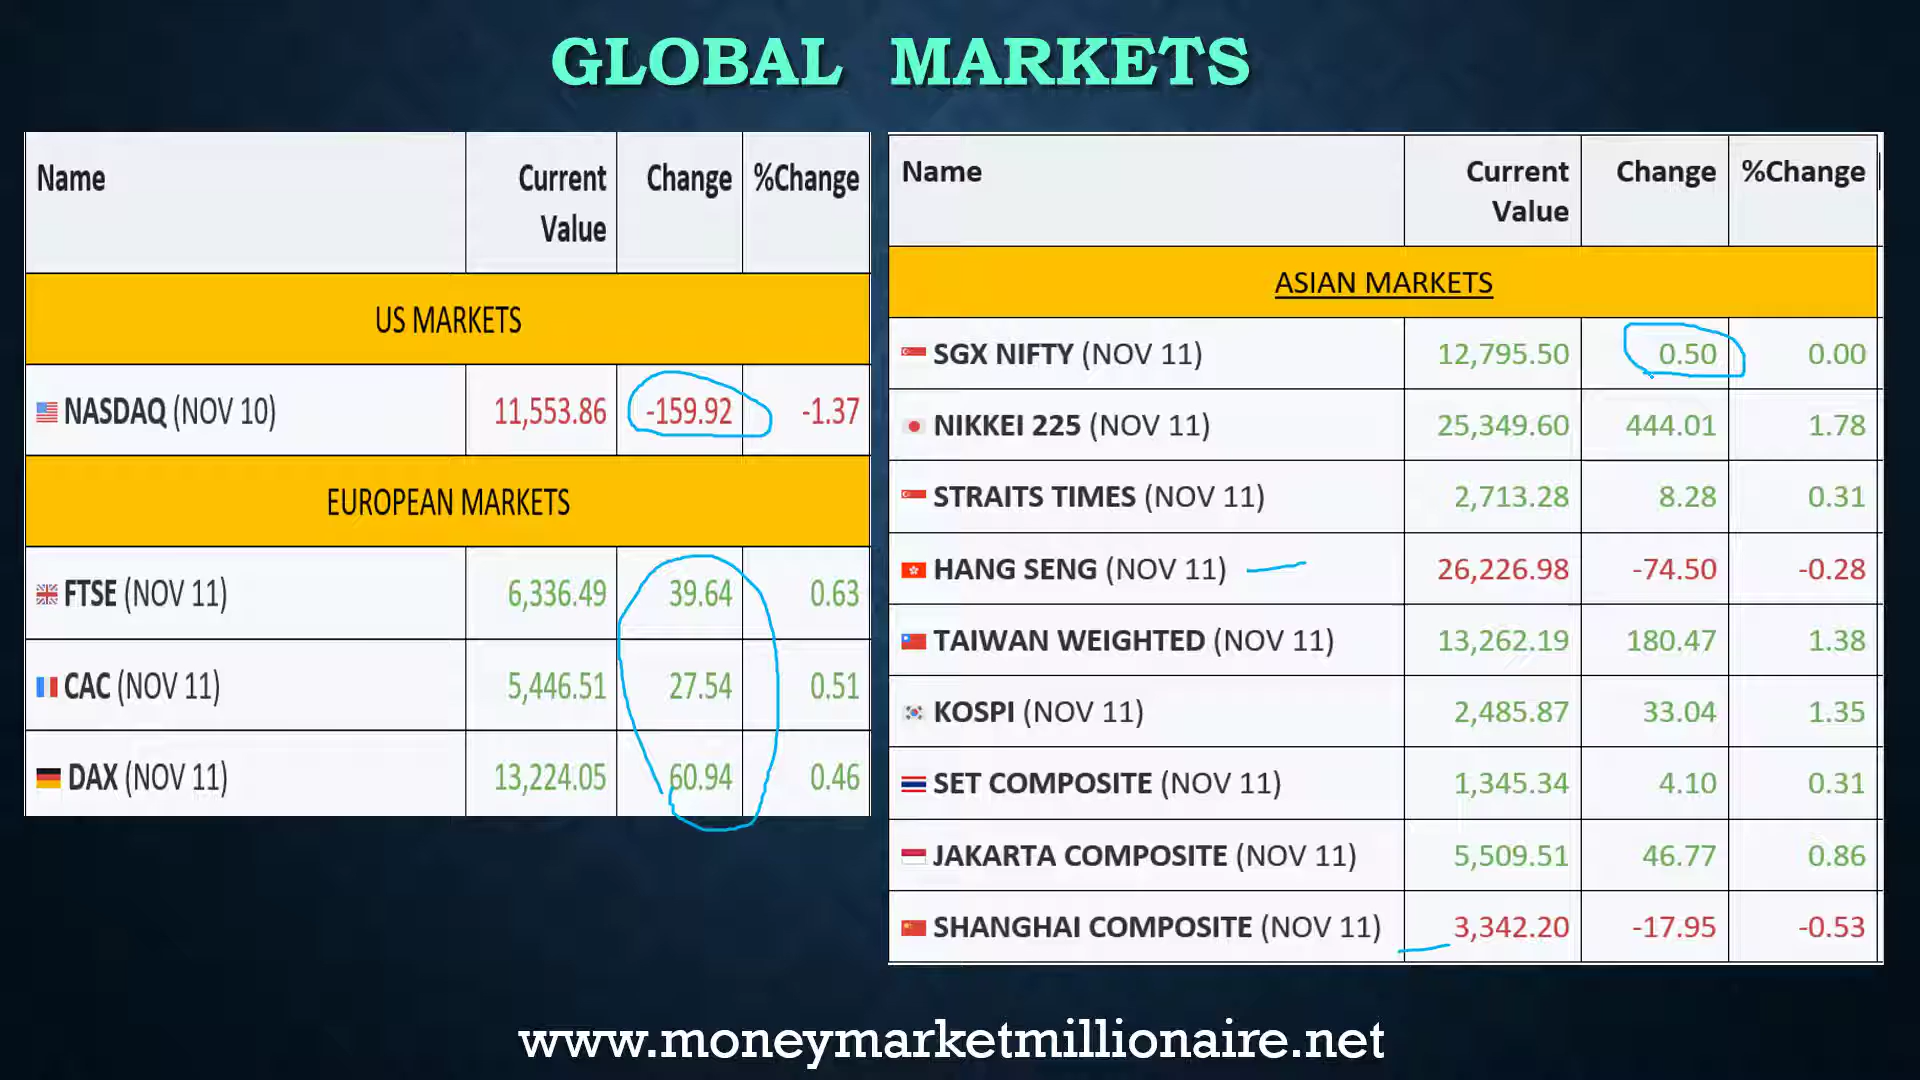 GLOBAL MARKETS
Name Current Value Change %Change
US MARKETS
NASDAQ (NOV 10) 11,553.86 -159.92 -1.37
EUROPEAN MARKETS
FTSE (NOV 11) 6,336.49 39.64 0.63
CAC (NOV 11) 5,446.51 27.54 0.51
DAX (NOV 11) 13,224.05 60.94 0.46
Name Current Value Change %Change
ASIAN MARKETS
SGX NIFTY (NOV 11) 12,795.50 0.50 0.00
NIKKEI 225 (NOV 11) 25,349.60 444.01 1.78
STRAITS TIMES (NOV 11) 2,713.28 8.28 0.31
HANG SENG (NOV 11) 26,226.98 -74.50 -0.28
TAIWAN WEIGHTED (NOV 11) 13,262.19 180.47 1.38
KOSPI (NOV 11) 2,485.87 33.04 1.35
SET COMPOSITE (NOV 11) 1,345.34 4.10 0.31
JAKARTA COMPOSITE (NOV 11) 5,509.51 46.77 0.86
SHANGHAI COMPOSITE (NOV 11) 3,342.20 -17.95 -0.53
www.moneymarketmillionaire.net